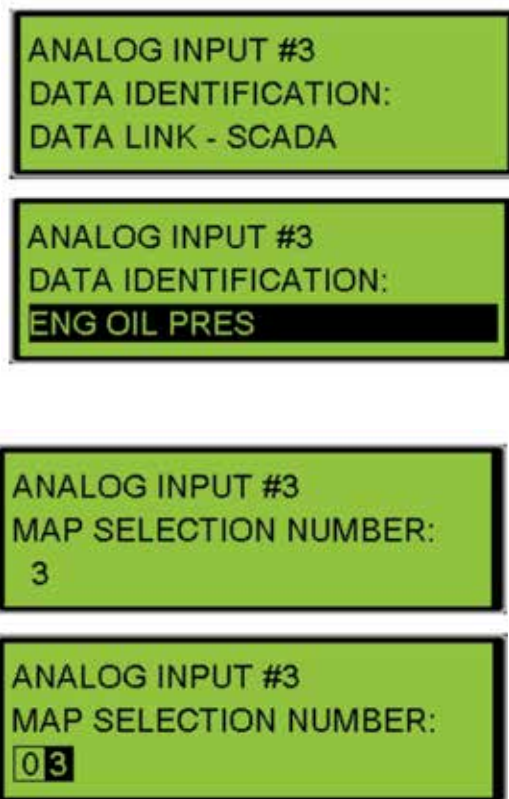 ANALOG INPUT #3
DATA IDENTIFICATION:
DATA LINK - SCADA
ANALOG INPUT #3
DATA IDENTIFICATION:
ENG OIL PRES
ANALOG INPUT #3
MAP SELECTION NUMBER:
3
ANALOG INPUT #3
MAP SELECTION NUMBER:
03